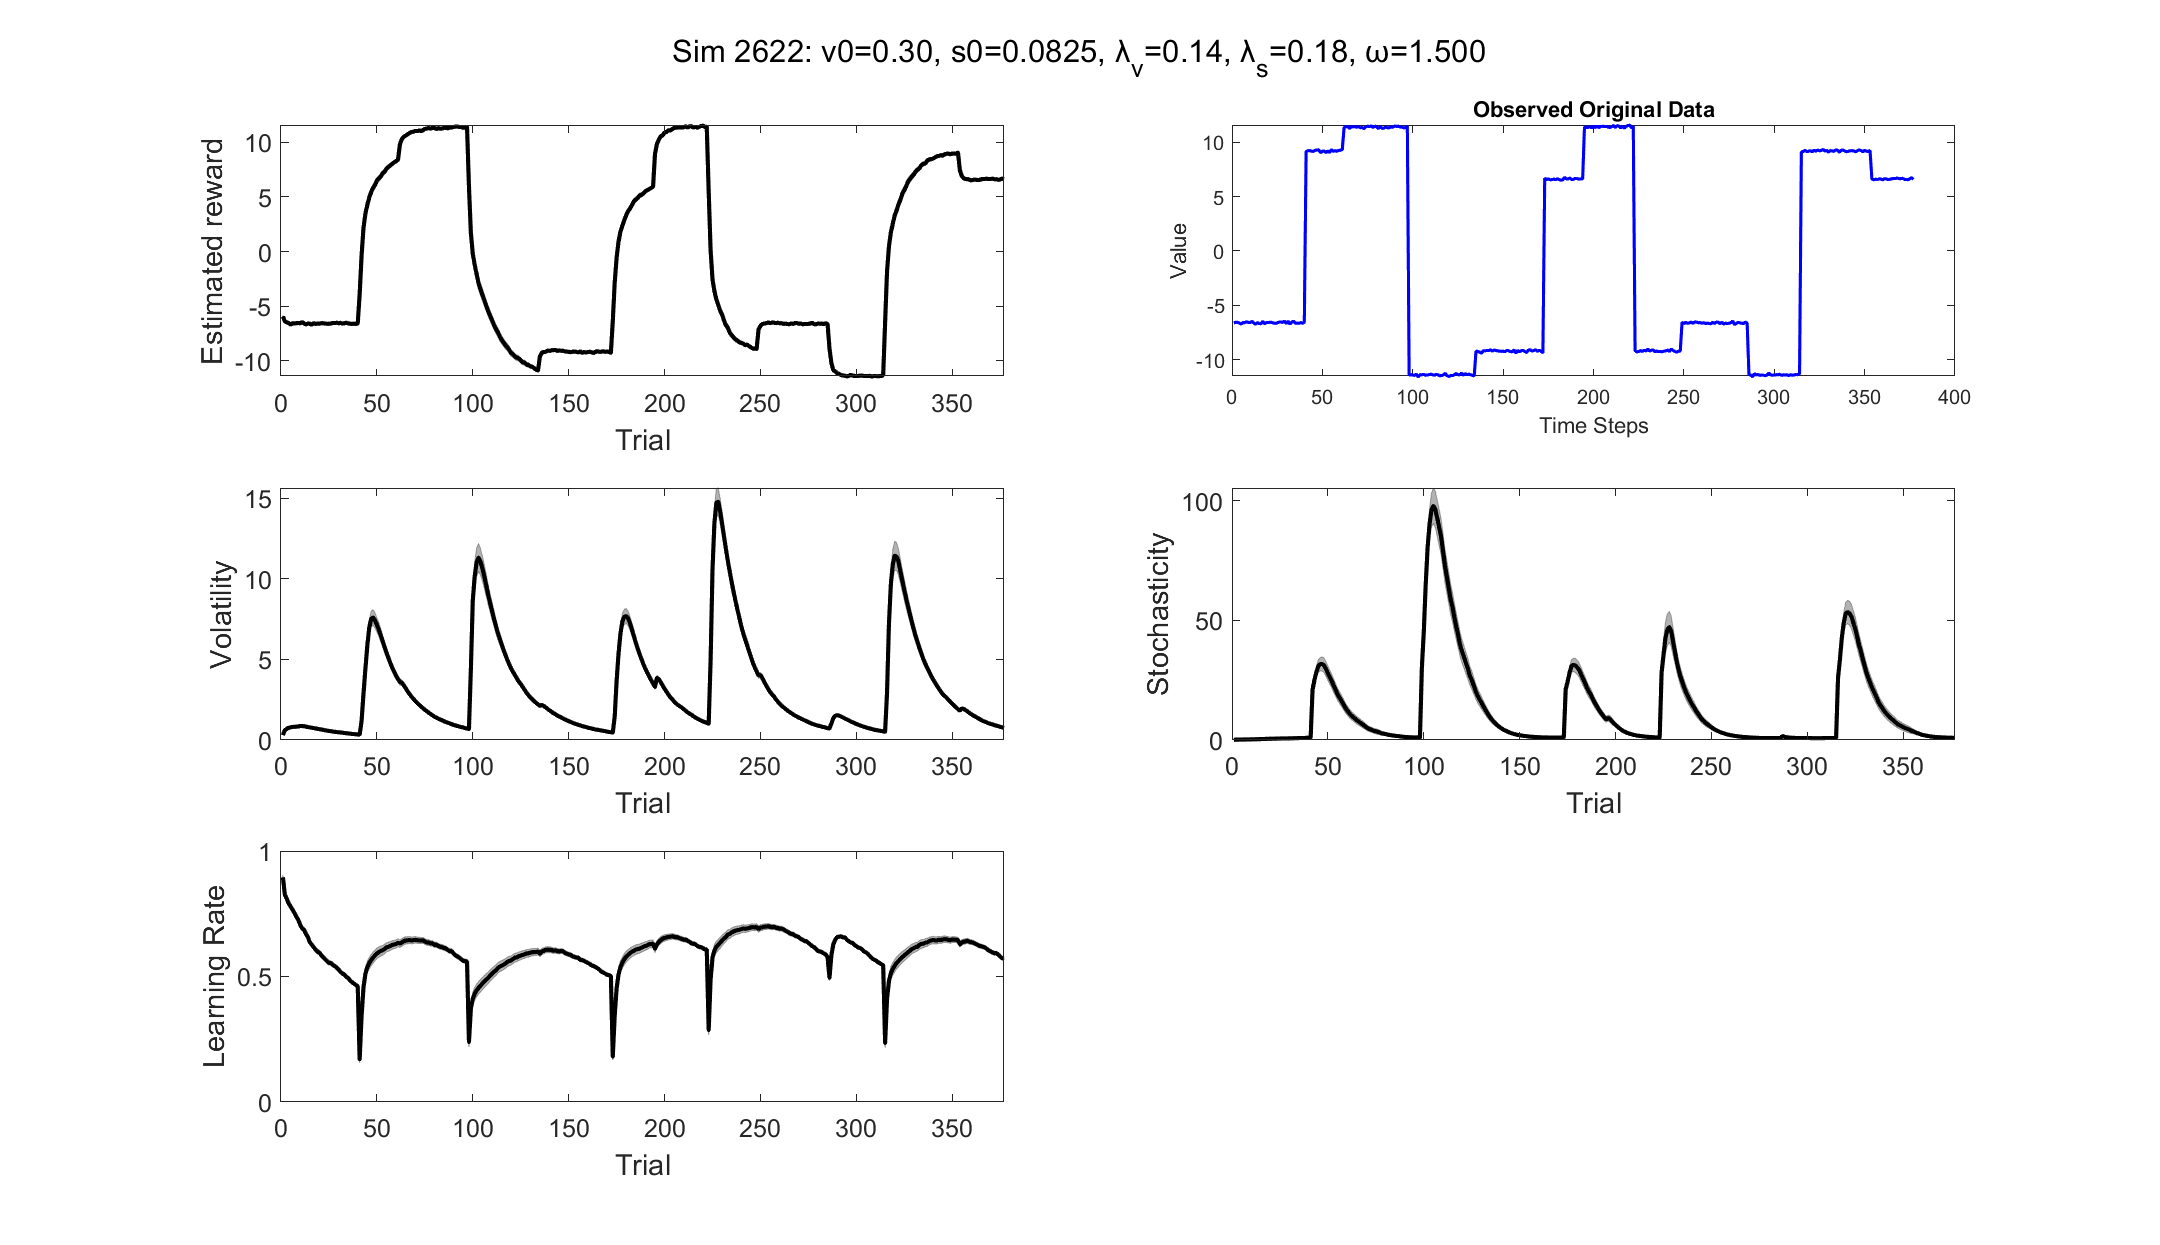 Sim 2622: v0=0.30, s0=0.0825, λ_v=0.14, λ_s=0.18, ω=1.500
Estimated reward
10
5
0
-5
-10
0 50 100 150 200 250 300 350
Trial
Observed Original Data
Value
10
5
0
-5
-10
0 50 100 150 200 250 300 350 400
Time Steps
Volatility
15
10
5
0
0 50 100 150 200 250 300 350
Trial
Stochasticity
100
50
0
0 50 100 150 200 250 300 350
Trial
Learning Rate
1
0.5
0
0 50 100 150 200 250 300 350
Trial